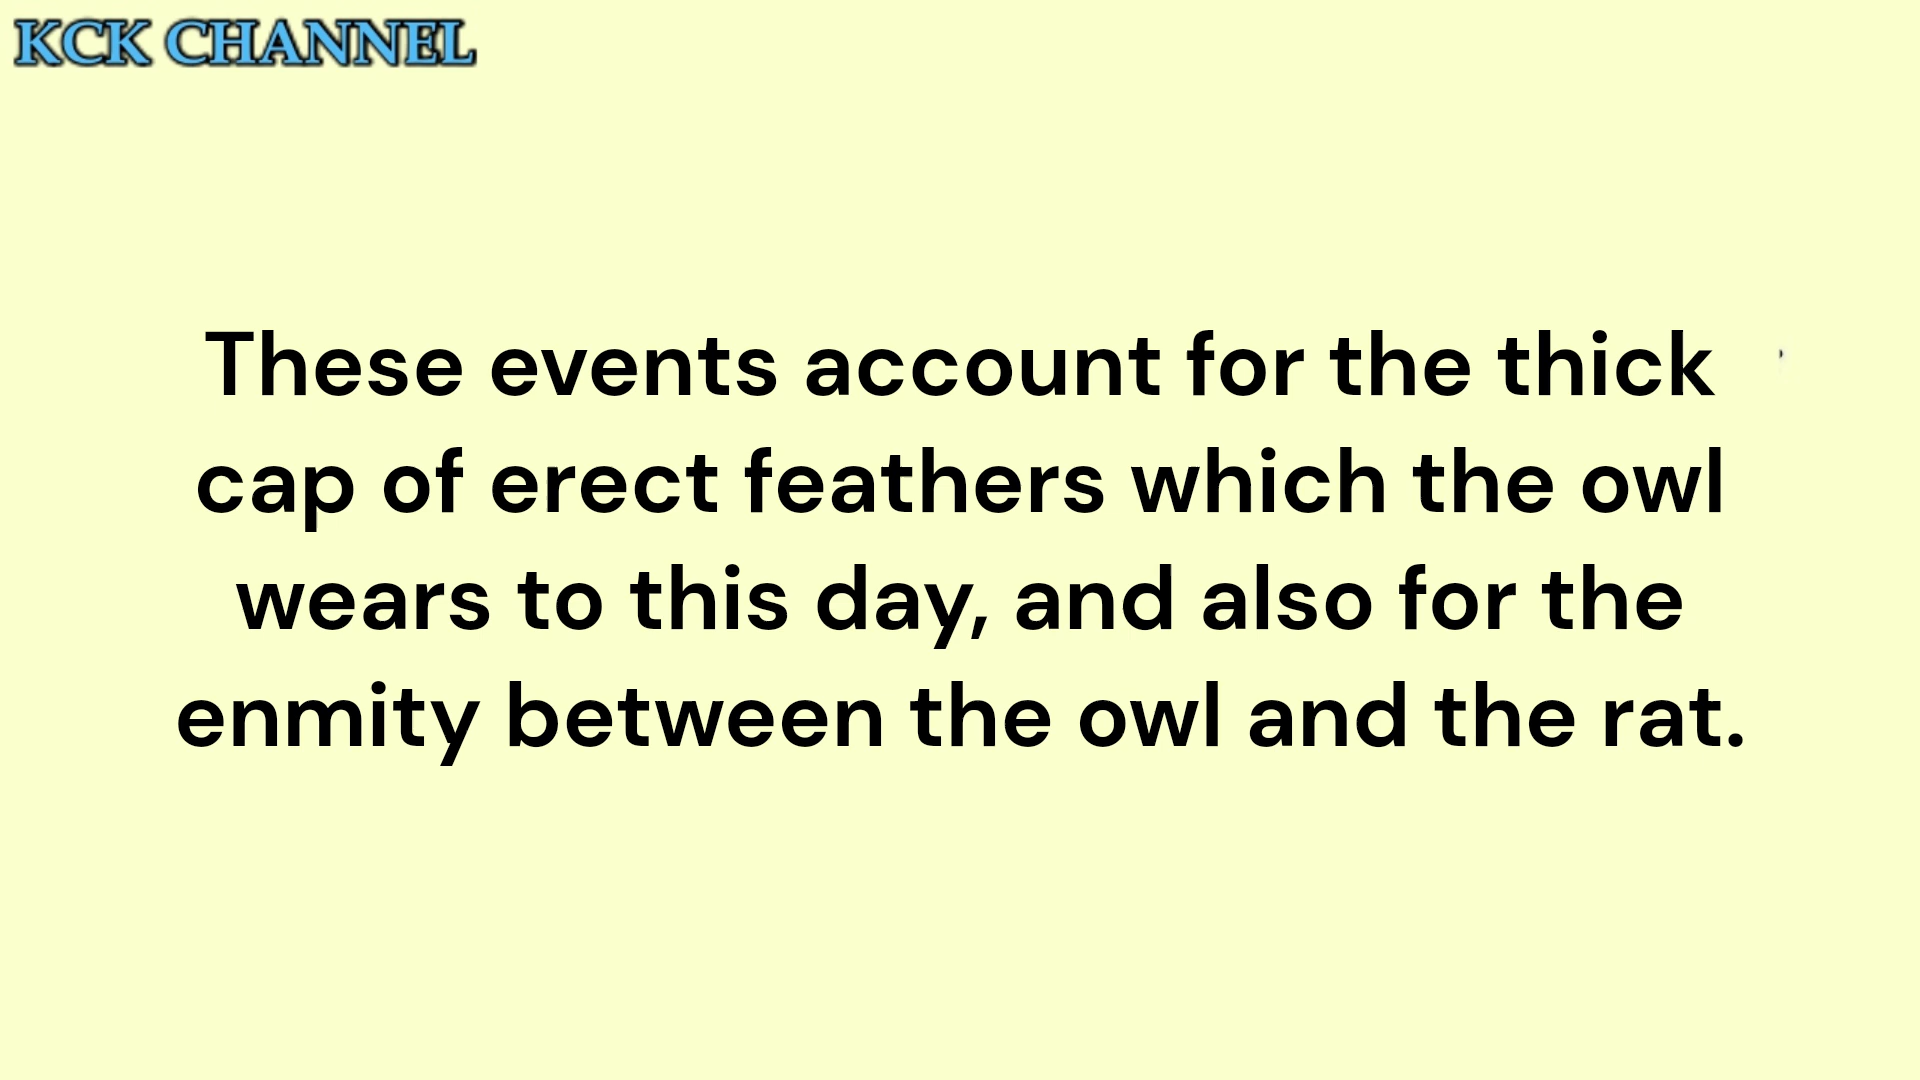 KCK CHANNEL
These events account for the thick
cap of erect feathers which the owl
wears to this day, and also for the
enmity between the owl and the rat.